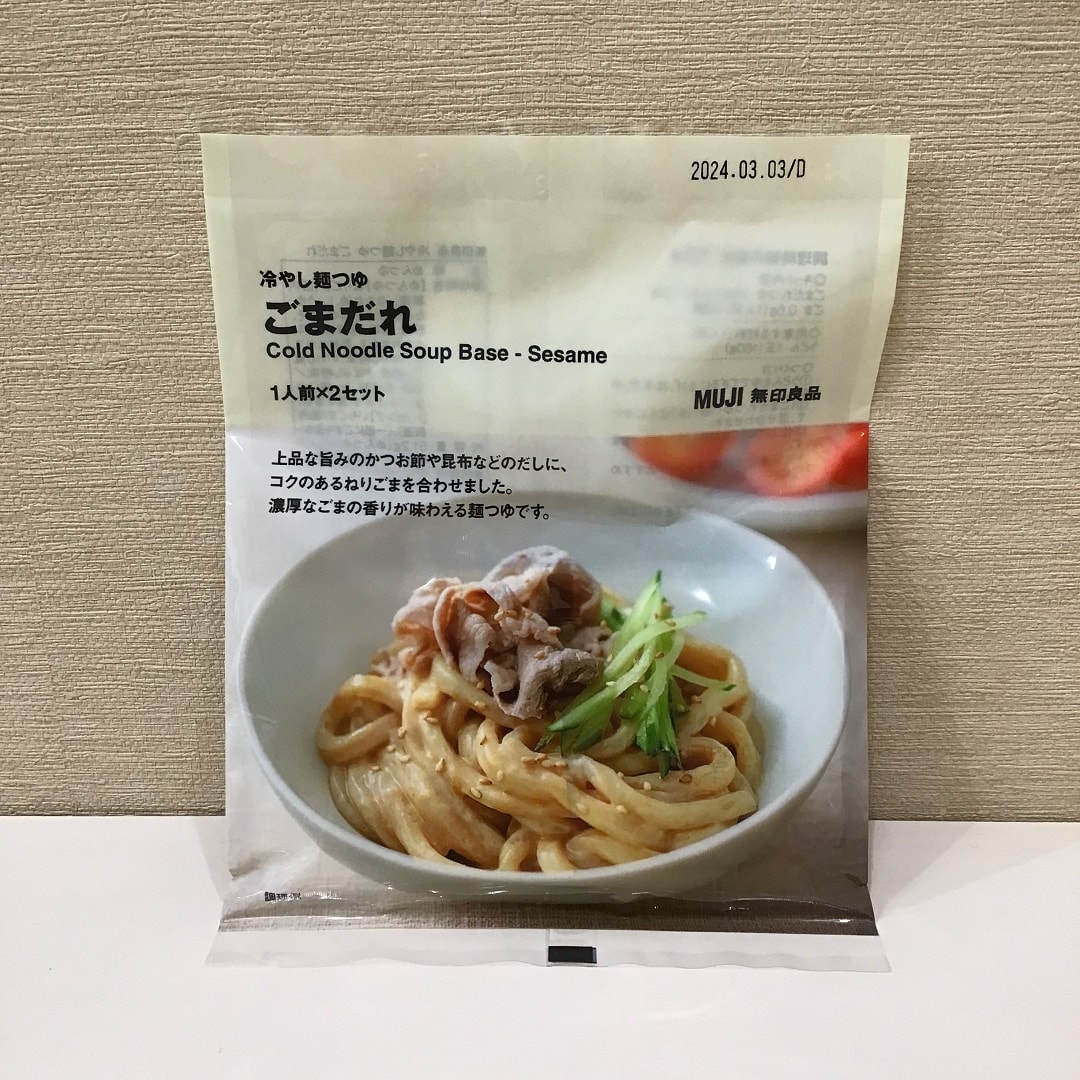 2024.03.03/D
冷やし麺つゆ
ごまだれ
Cold Noodle Soup Base - Sesame
1人前×2セット
MUJI 無印良品
上品な旨みのかつお節や昆布などのだしに、
コクのあるねりごまを合わせました。
濃厚なごまの香りが味わえる麺つゆです。